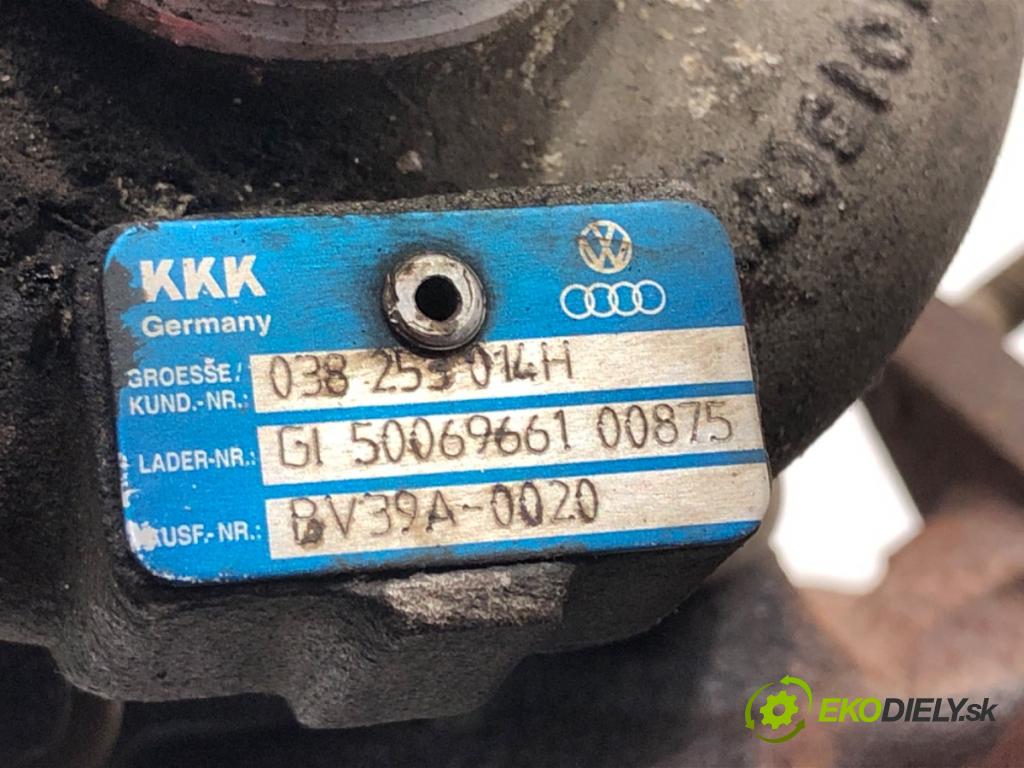 KKK
Germany
GROESSE/
KUND.-NR.: 038 253 014H
LADER-NR.: GI 50069661 00875
AUSF.-NR.: BV39A-0020
EKODIELY.sk